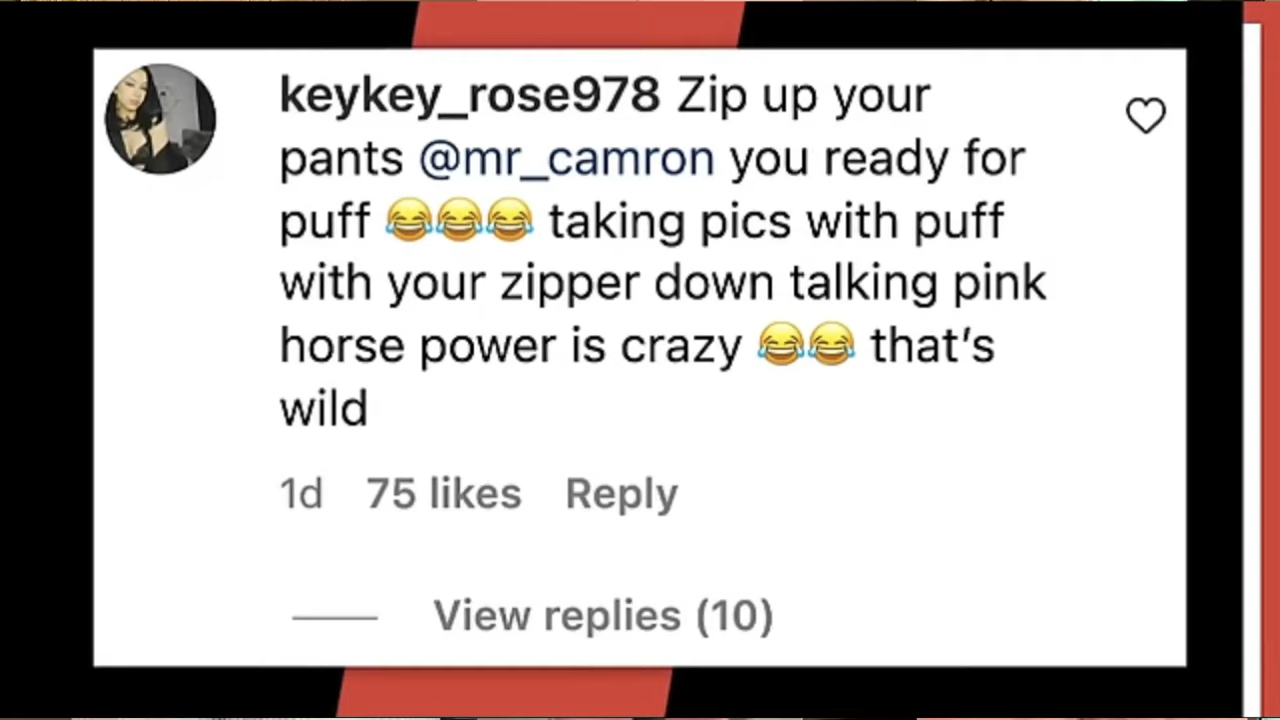 keykey_rose978 Zip up your
pants @mr_camron you ready for
puff 😂😂😂 taking pics with puff
with your zipper down talking pink
horse power is crazy 😂😂 that's
wild
1d 75 likes Reply
View replies (10)